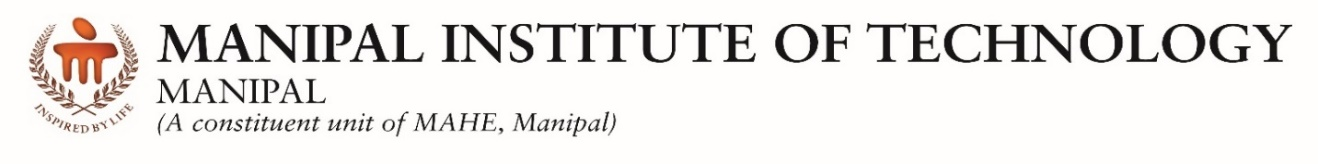 MANIPAL INSTITUTE OF TECHNOLOGY
MANIPAL
(A constituent unit of MAHE, Manipal)
INSPIRED BY LIFE